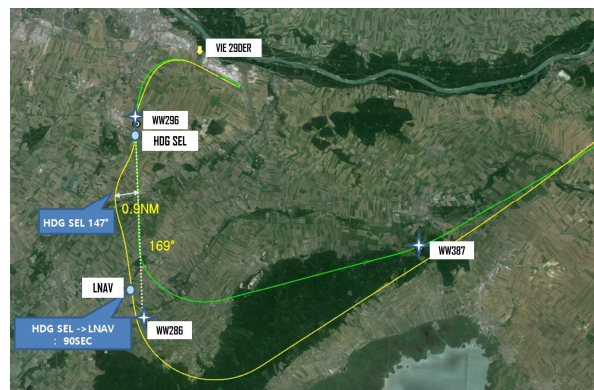 VIE 29DER
WW296
HDG SEL
HDG SEL 147°
0.9NM
169°
WW387
LNAV
WW286
HDG SEL ->LNAV
: 90SEC